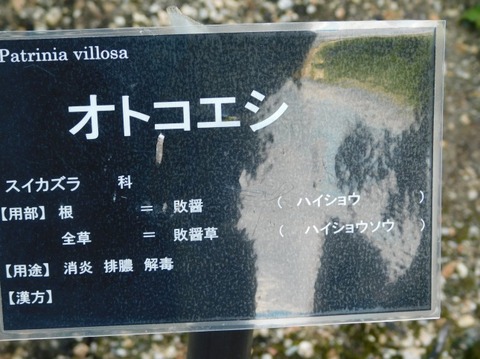 Patrinia villosa
オトコエシ
スイカズラ 科
【用部】 根 ＝ 敗醤 ( ハイショウ )
全草 ＝ 敗醤草 ( ハイショウソウ )
【用途】 消炎 排膿 解毒
【漢方】